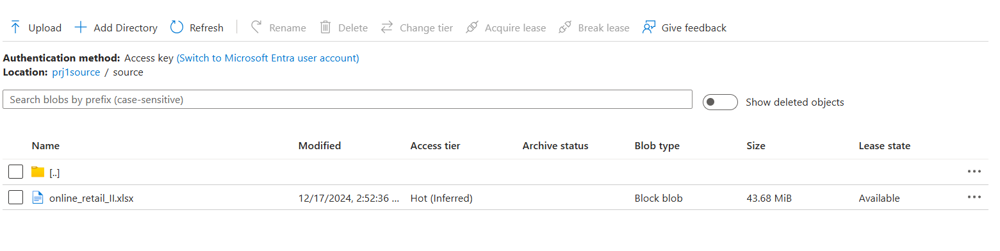 Upload Add Directory Refresh Rename Delete Change tier Acquire lease Break lease Give feedback
Authentication method: Access key (Switch to Microsoft Entra user account)
Location: prj1source / source
Search blobs by prefix (case-sensitive) Show deleted objects
Name Modified Access tier Archive status Blob type Size Lease state
[..] ...
online_retail_II.xlsx 12/17/2024, 2:52:36 ... Hot (Inferred) Block blob 43.68 MiB Available ...